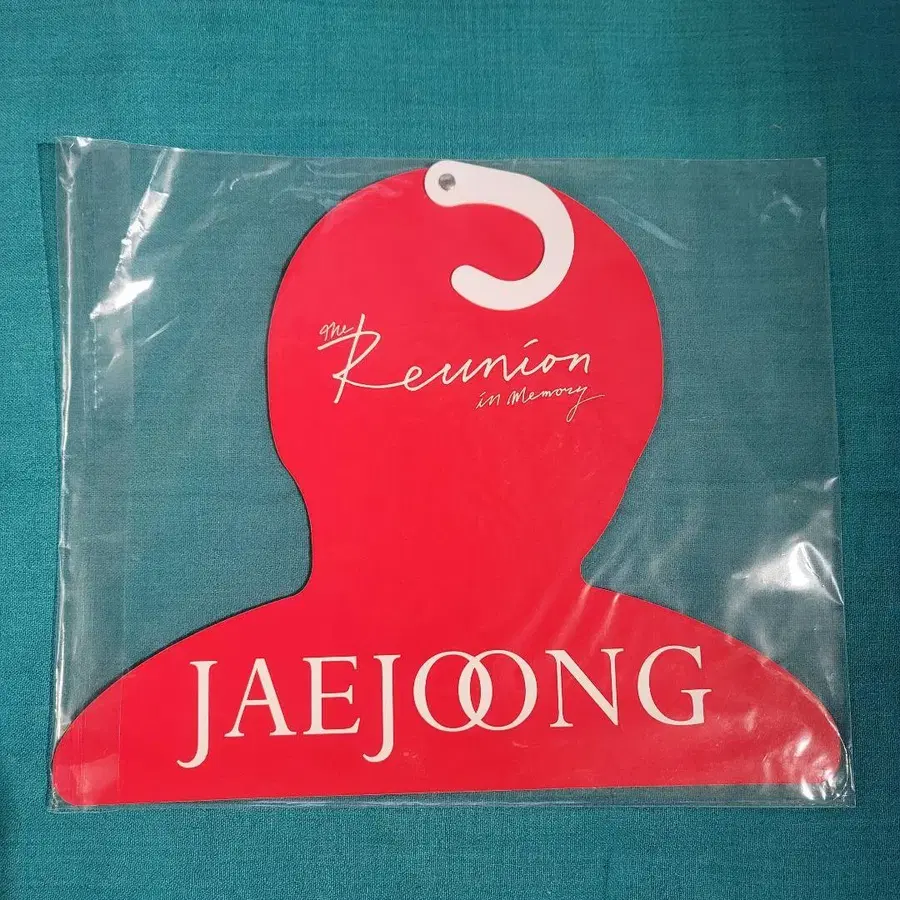 The
Reunion
in memory
JAEJOONG